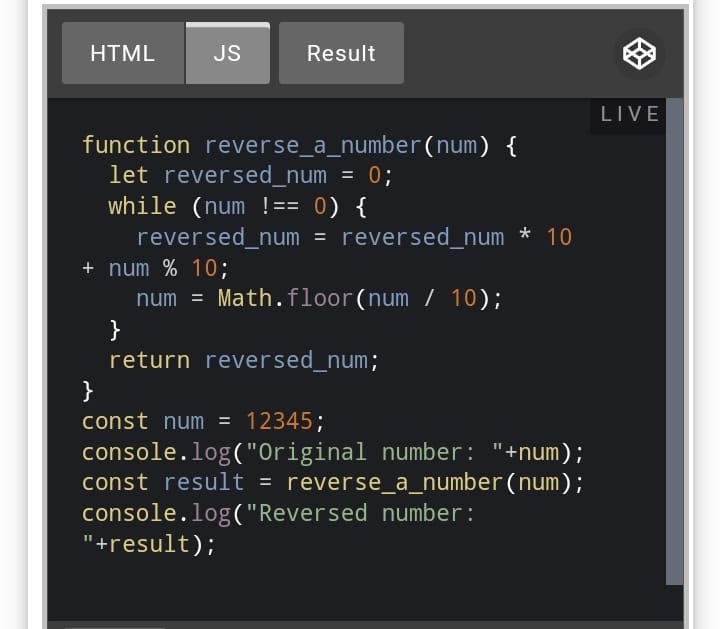 HTML JS Result
LIVE
function reverse_a_number(num) {
let reversed_num = 0;
while (num !== 0) {
reversed_num = reversed_num * 10
+ num % 10;
num = Math.floor(num / 10);
}
return reversed_num;
}
const num = 12345;
console.log("Original number: "+num);
const result = reverse_a_number(num);
console.log("Reversed number:
"+result);